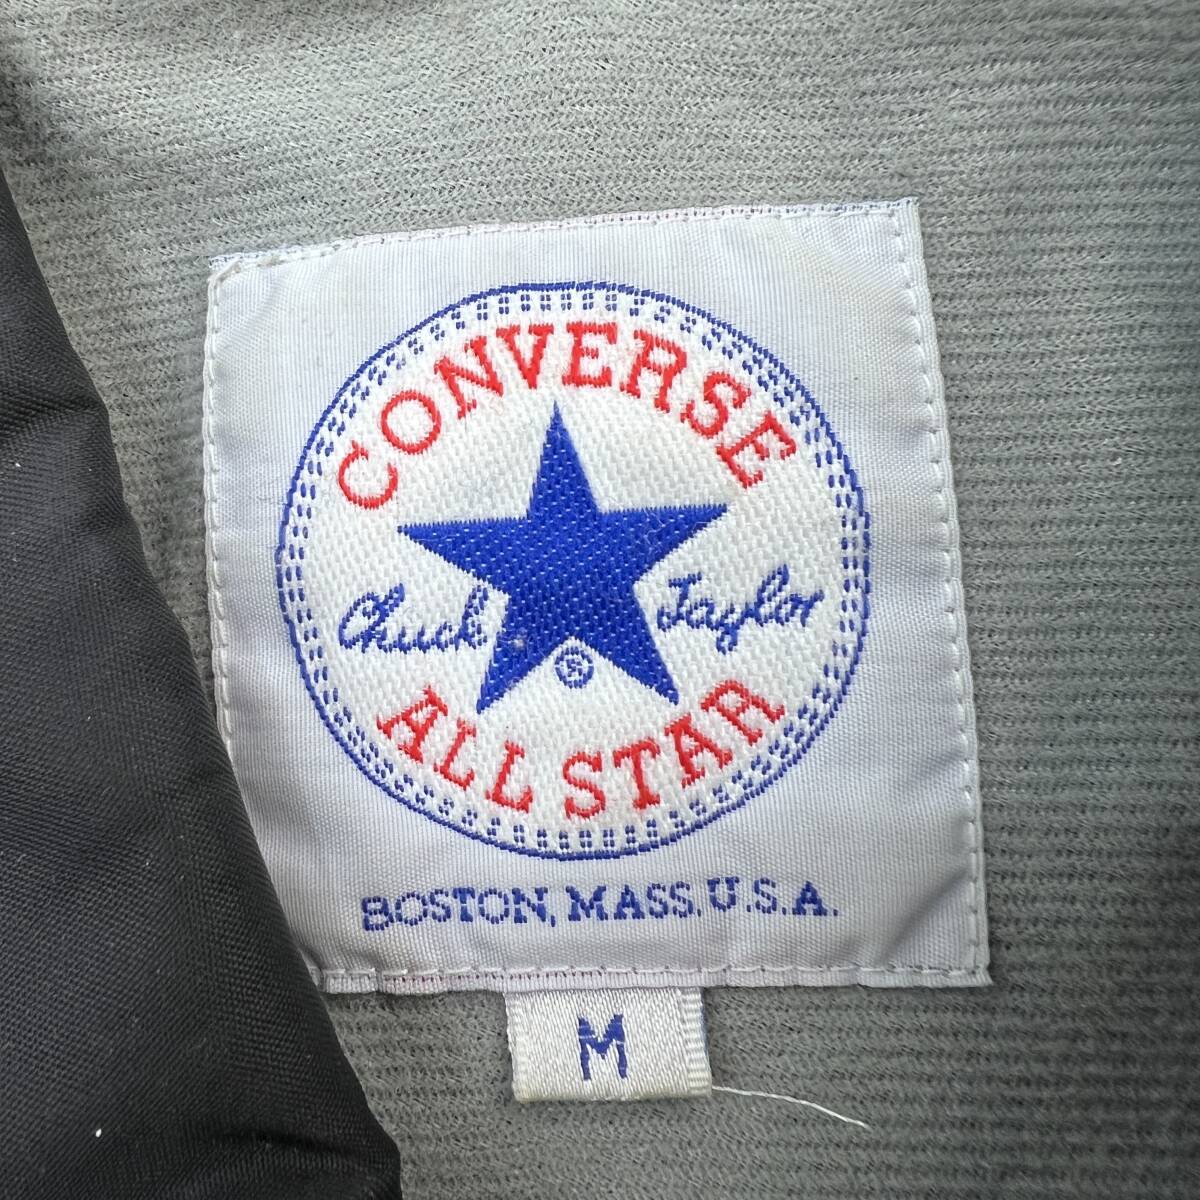 CONVERSE
Chuck Taylor
®
ALL STAR
BOSTON, MASS. U.S.A.
M